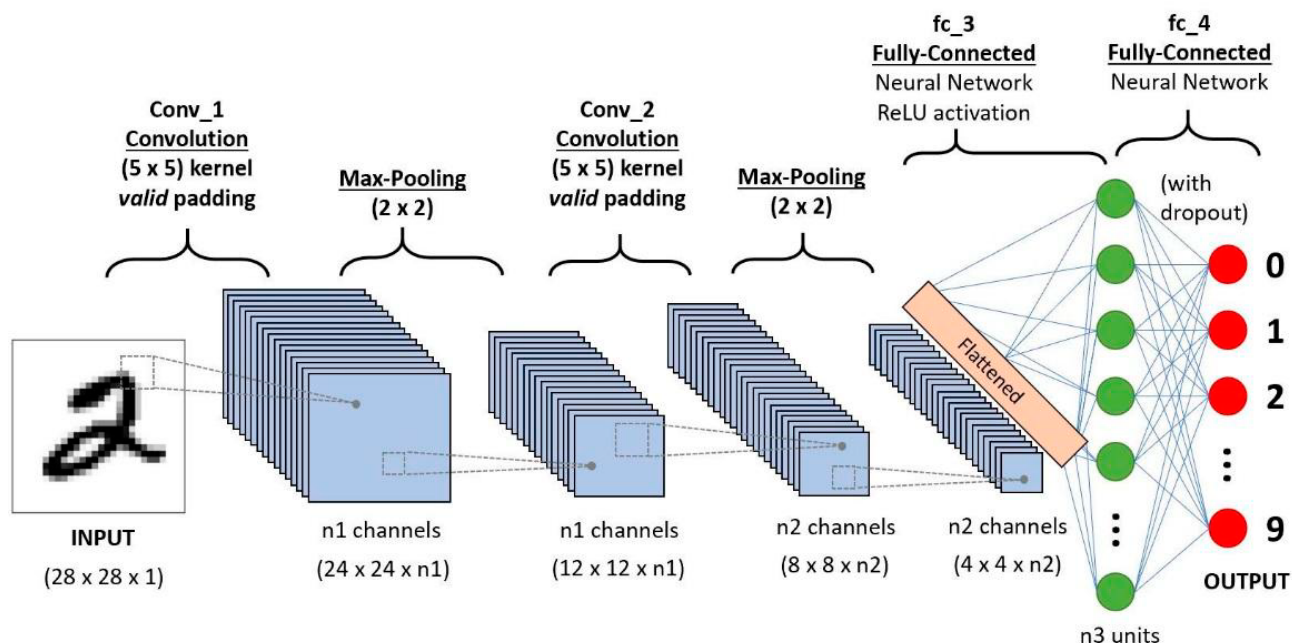 Conv_1
Convolution
(5 x 5) kernel
valid padding
Max-Pooling
(2 x 2)
Conv_2
Convolution
(5 x 5) kernel
valid padding
Max-Pooling
(2 x 2)
fc_3
Fully-Connected
Neural Network
ReLU activation
fc_4
Fully-Connected
Neural Network
(with
dropout)
Flattened
0
1
2
9
OUTPUT
2
INPUT
(28 x 28 x 1)
n1 channels
(24 x 24 x n1)
n1 channels
(12 x 12 x n1)
n2 channels
(8 x 8 x n2)
n2 channels
(4 x 4 x n2)
n3 units